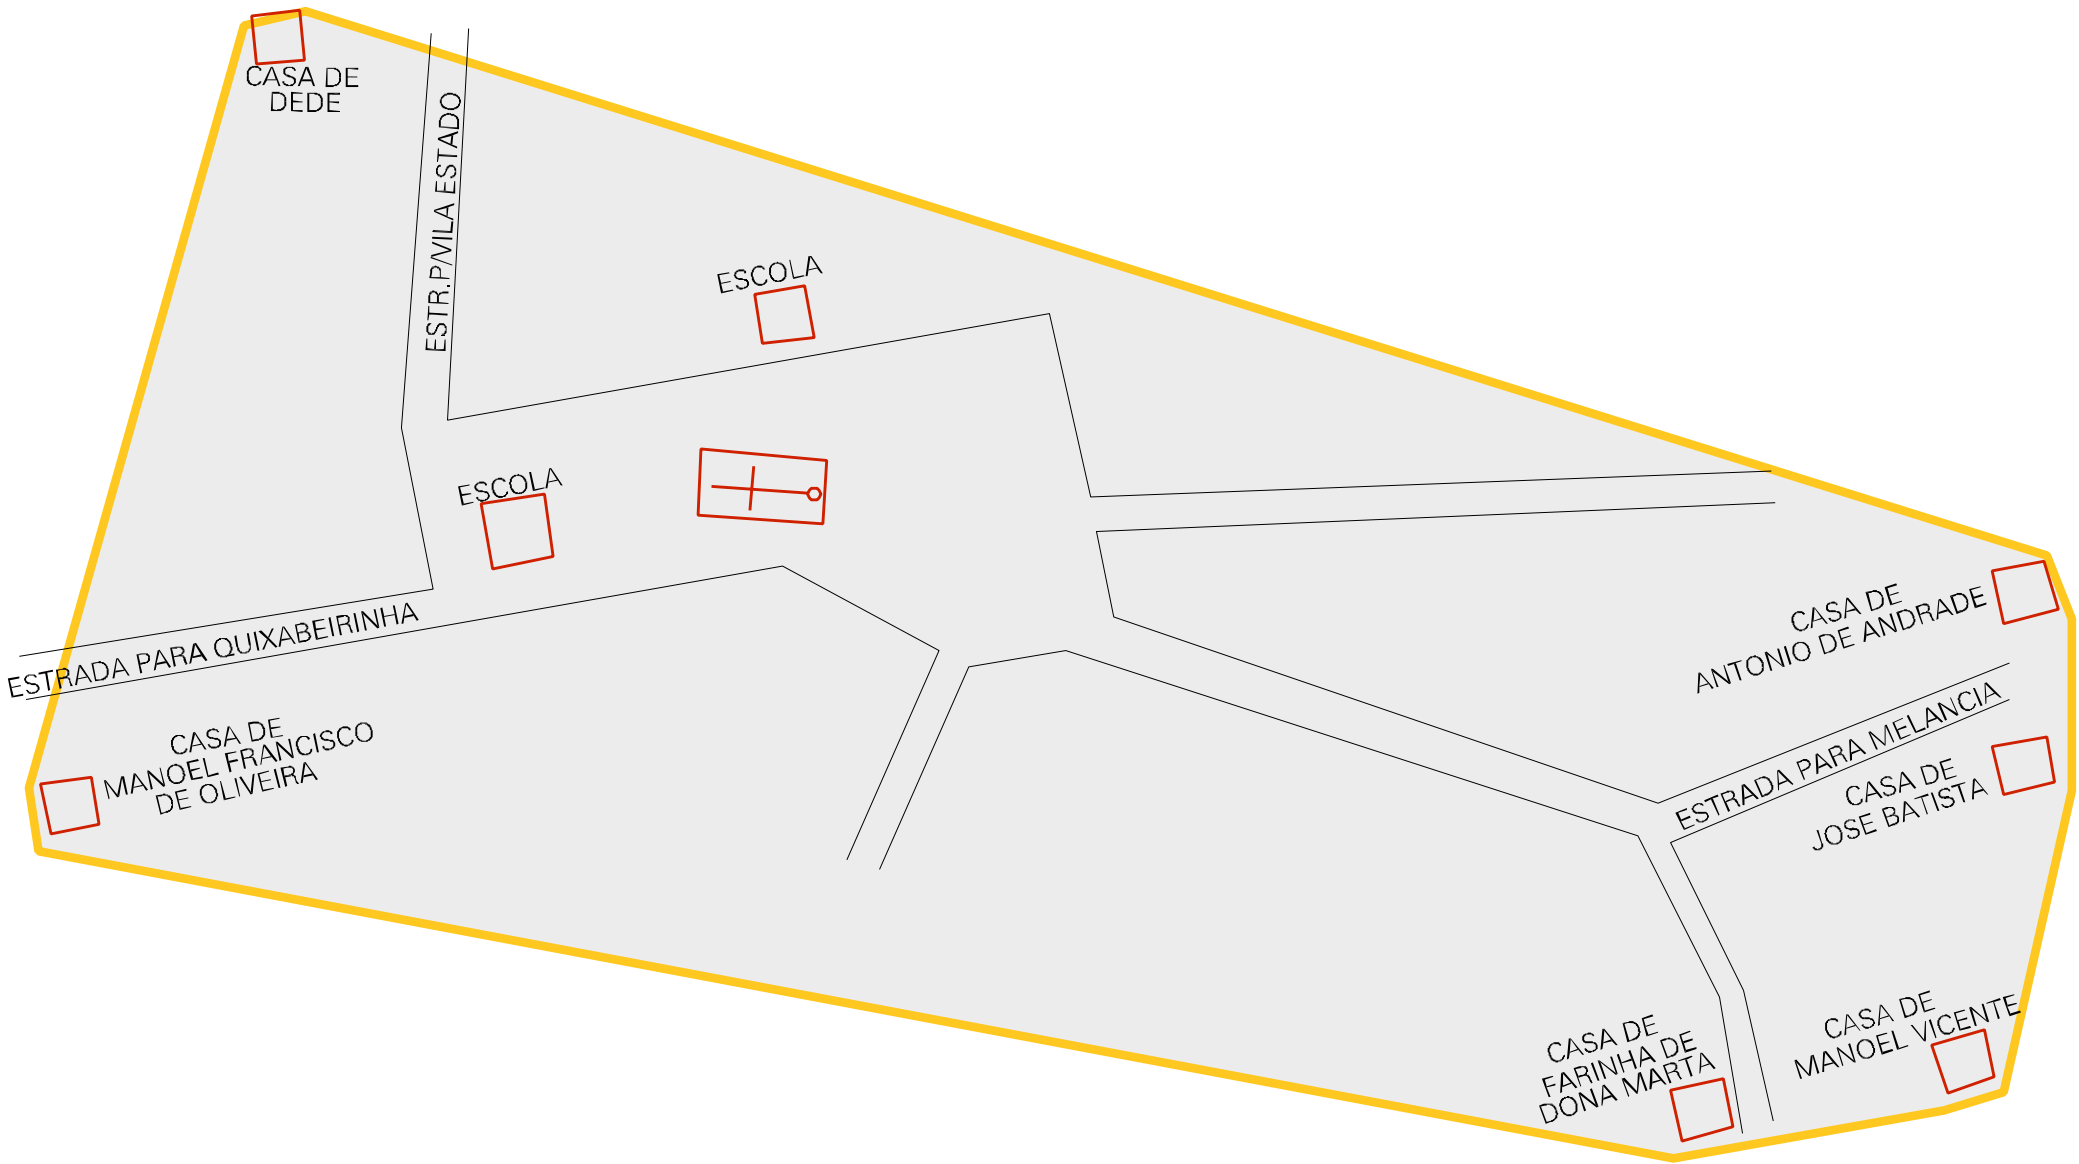 CASA DE
DEDE
ESTR.P/VILA ESTADO
ESCOLA
ESCOLA
ESTRADA PARA QUIXABEIRINHA
CASA DE
MANOEL FRANCISCO
DE OLIVEIRA
CASA DE
ANTONIO DE ANDRADE
ESTRADA PARA MELANCIA
CASA DE
JOSE BATISTA
CASA DE
MANOEL VICENTE
CASA DE
FARINHA DE
DONA MARTA